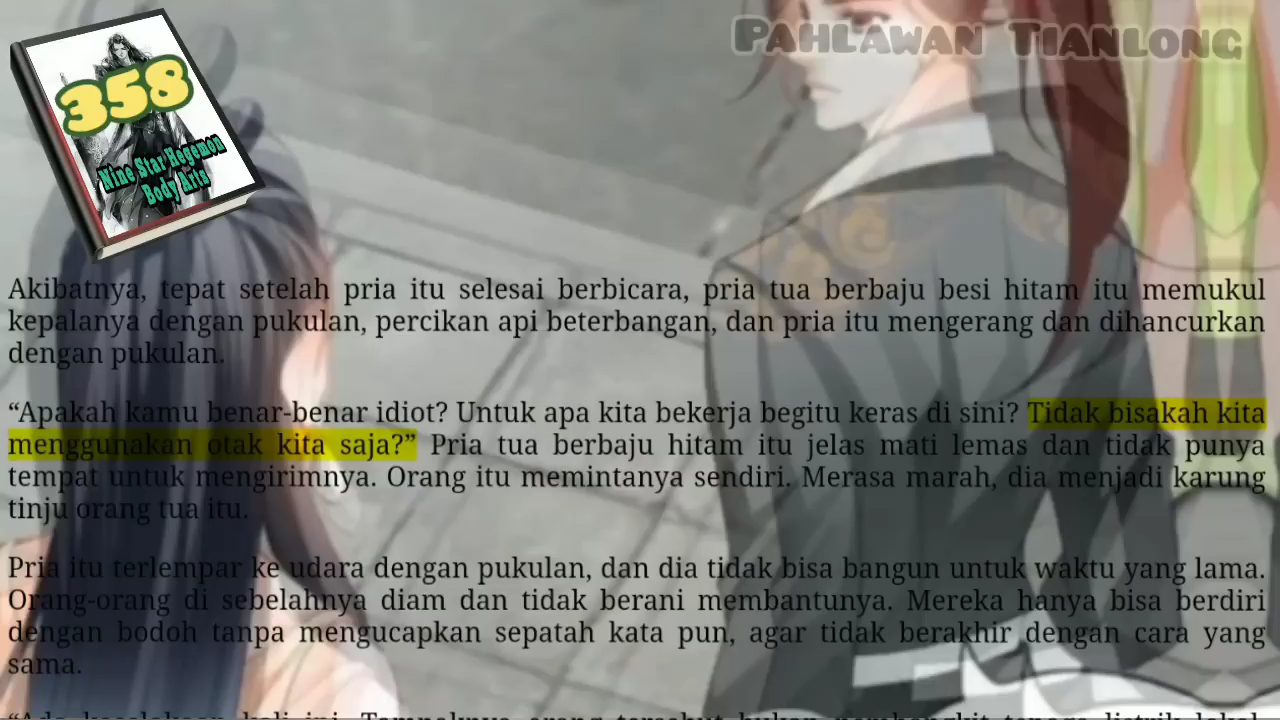 Pahlawan Tianlong
358
Nine Star Hegemon
Body Arts
Akibatnya, tepat setelah pria itu selesai berbicara, pria tua berbaju besi hitam itu memukul
kepalanya dengan pukulan, percikan api beterbangan, dan pria itu mengerang dan dihancurkan
dengan pukulan.
“Apakah kamu benar-benar idiot? Untuk apa kita bekerja begitu keras di sini? Tidak bisakah kita
menggunakan otak kita saja?” Pria tua berbaju hitam itu jelas mati lemas dan tidak punya
tempat untuk mengirimnya. Orang itu memintanya sendiri. Merasa marah, dia menjadi karung
tinju orang tua itu.
Pria itu terlempar ke udara dengan pukulan, dan dia tidak bisa bangun untuk waktu yang lama.
Orang-orang di sebelahnya diam dan tidak berani membantunya. Mereka hanya bisa berdiri
dengan bodoh tanpa mengucapkan sepatah kata pun, agar tidak berakhir dengan cara yang
sama.